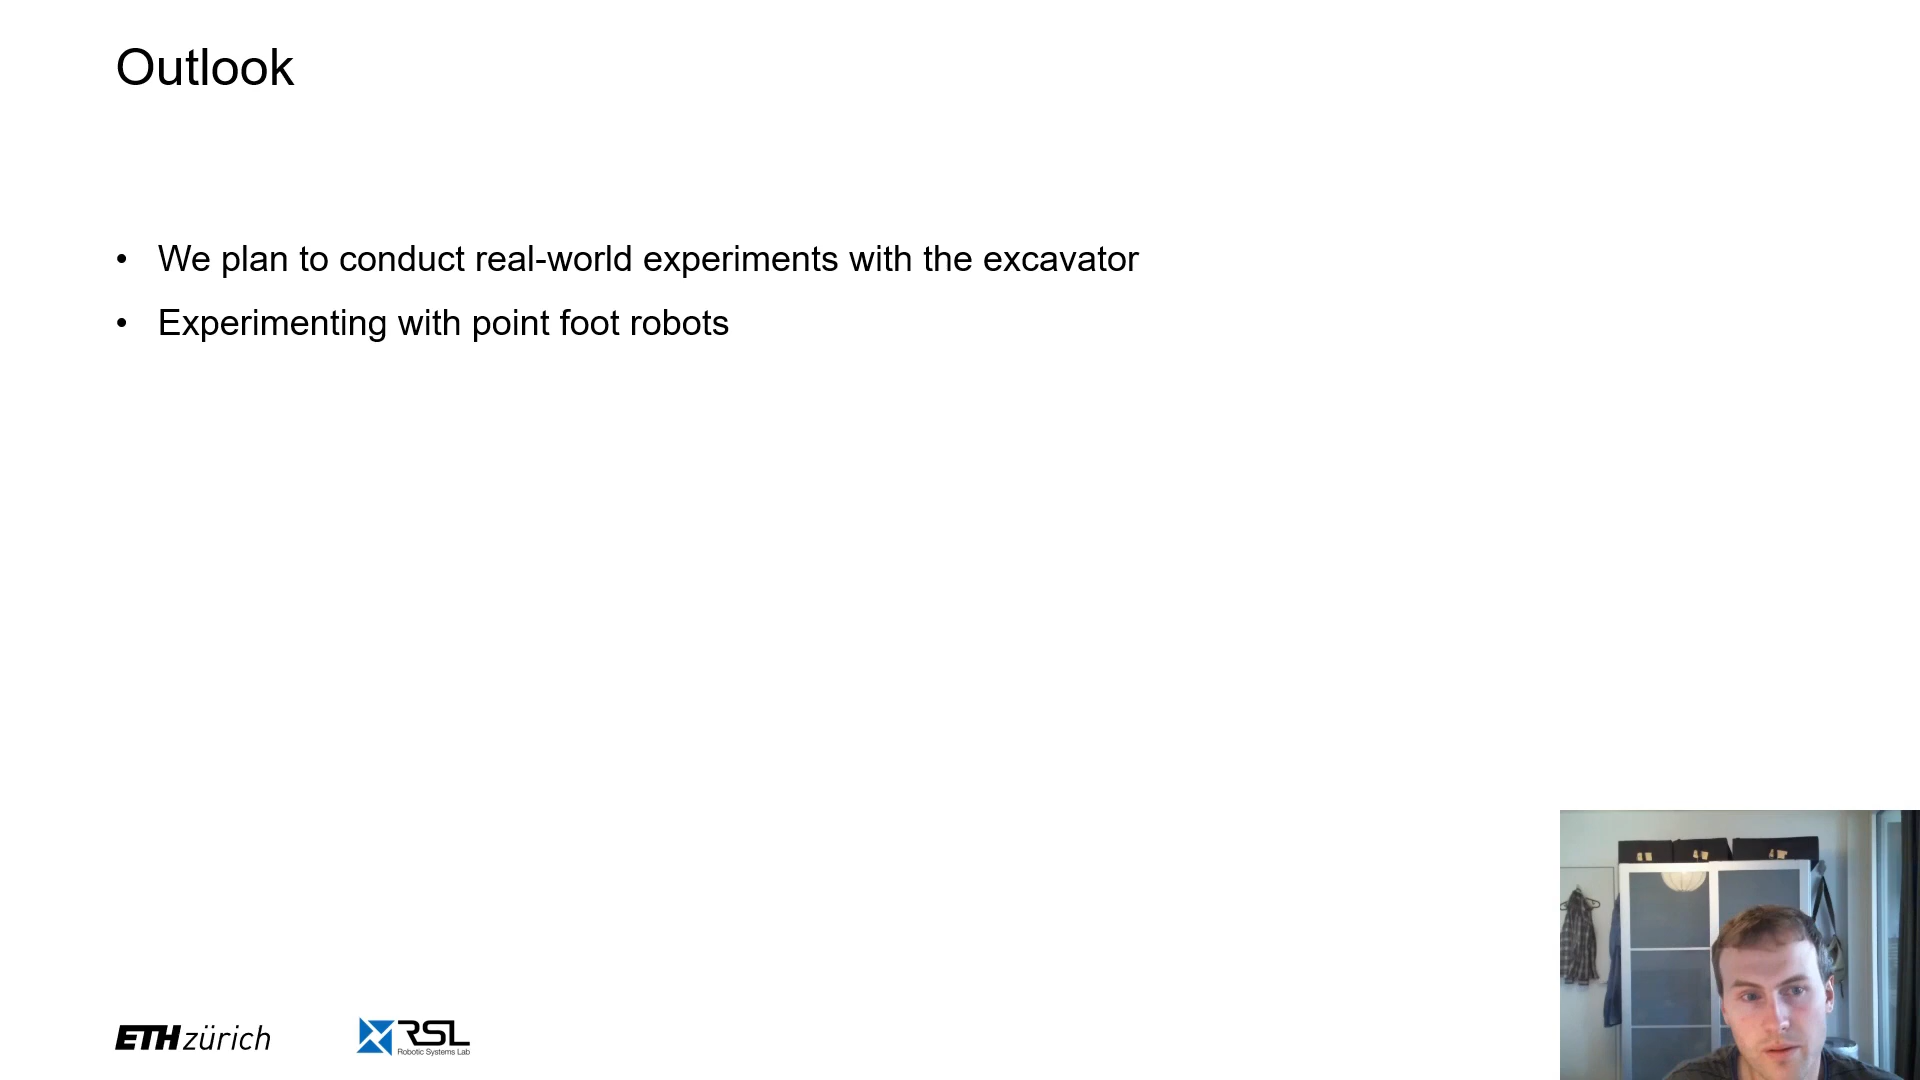 Outlook
• We plan to conduct real-world experiments with the excavator
• Experimenting with point foot robots
ETH zürich
RSL
Robotic Systems Lab